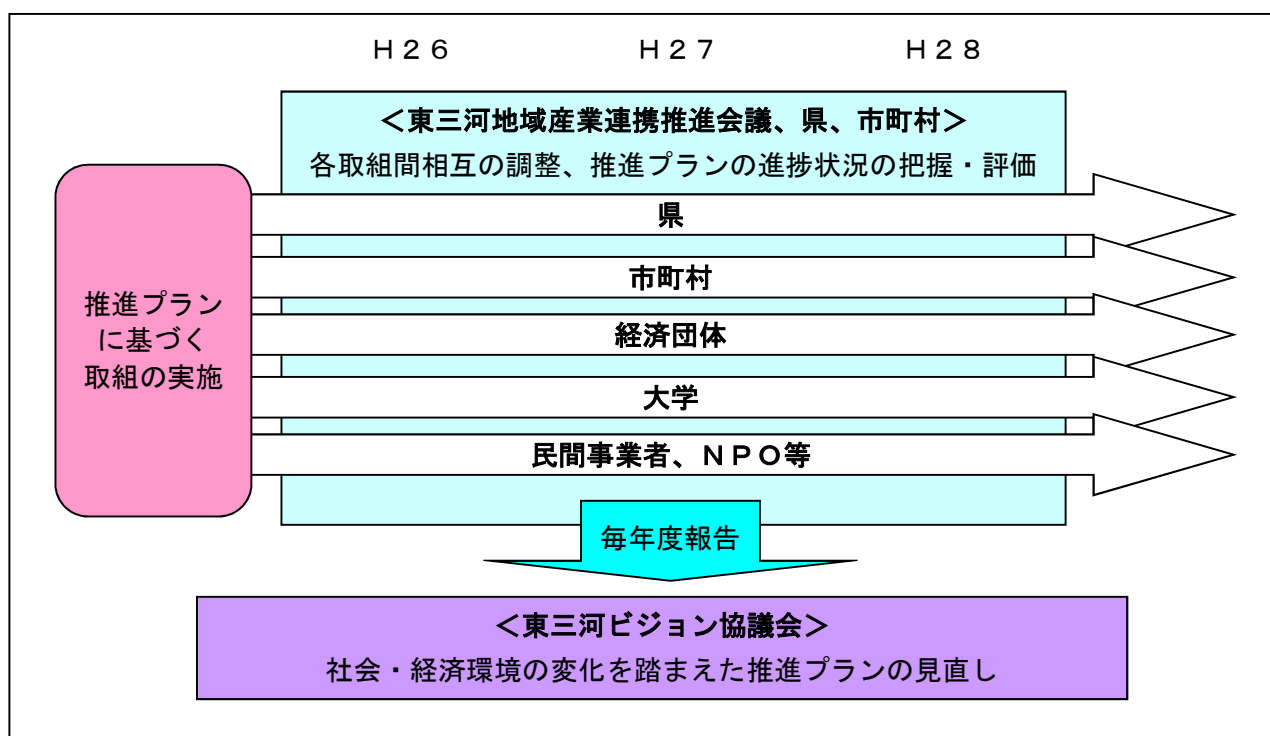 Ｈ２６ Ｈ２７ Ｈ２８
＜東三河地域産業連携推進会議、県、市町村＞
各取組間相互の調整、推進プランの進捗状況の把握・評価
推進プラン
に基づく
取組の実施
県
市町村
経済団体
大学
民間事業者、ＮＰＯ等
毎年度報告
＜東三河ビジョン協議会＞
社会・経済環境の変化を踏まえた推進プランの見直し